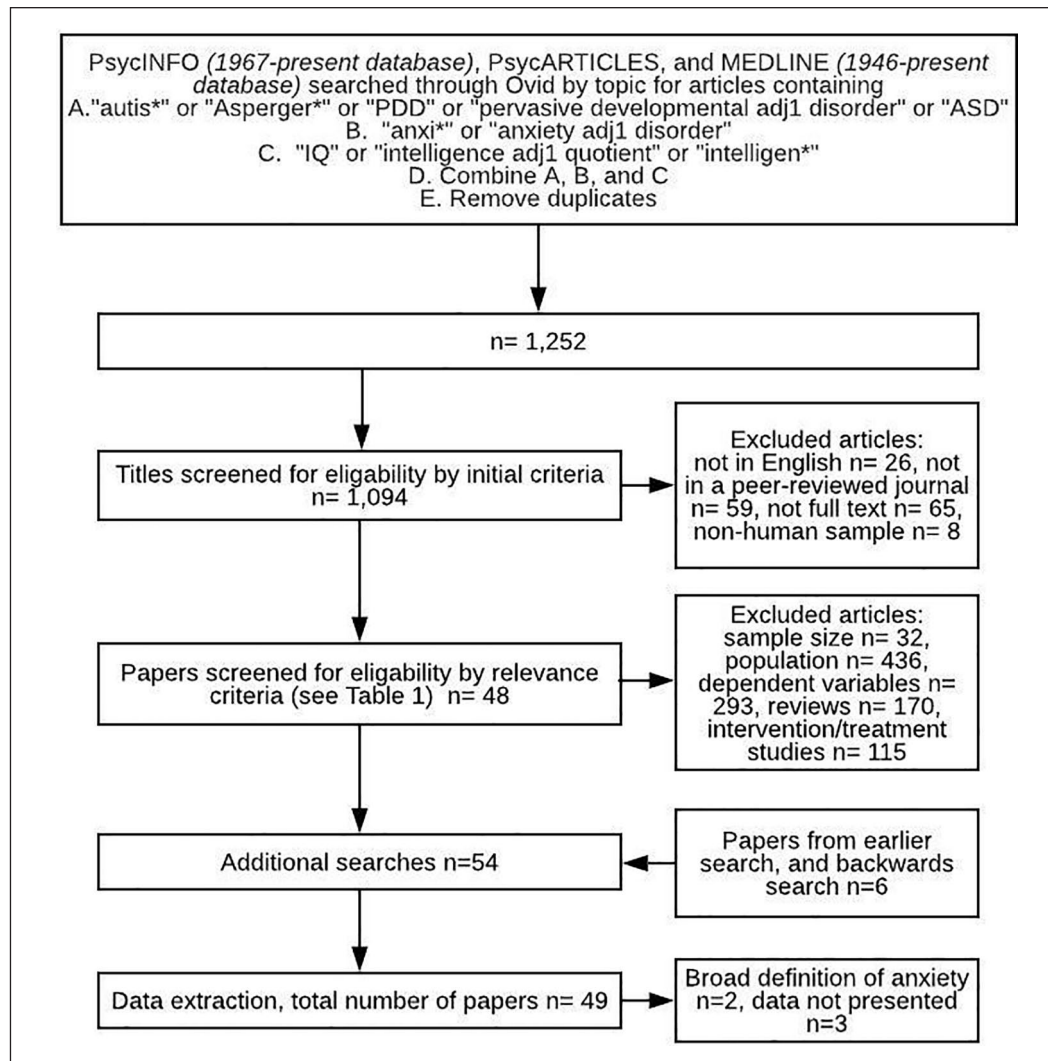 PsycINFO (1967-present database), PsycARTICLES, and MEDLINE (1946-present
database) searched through Ovid by topic for articles containing
A."autis*" or "Asperger*" or "PDD" or "pervasive developmental adj1 disorder" or "ASD"
B. "anxi*" or "anxiety adj1 disorder"
C. "IQ" or "intelligence adj1 quotient" or "intelligen*"
D. Combine A, B, and C
E. Remove duplicates
n= 1,252
Titles screened for eligability by initial criteria
n= 1,094
Excluded articles:
not in English n= 26, not
in a peer-reviewed journal
n= 59, not full text n= 65,
non-human sample n= 8
Papers screened for eligability by relevance
criteria (see Table 1) n= 48
Excluded articles:
sample size n= 32,
population n= 436,
dependent variables n=
293, reviews n= 170,
intervention/treatment
studies n= 115
Additional searches n=54
Papers from earlier
search, and backwards
search n=6
Data extraction, total number of papers n= 49
Broad definition of anxiety
n=2, data not presented
n=3